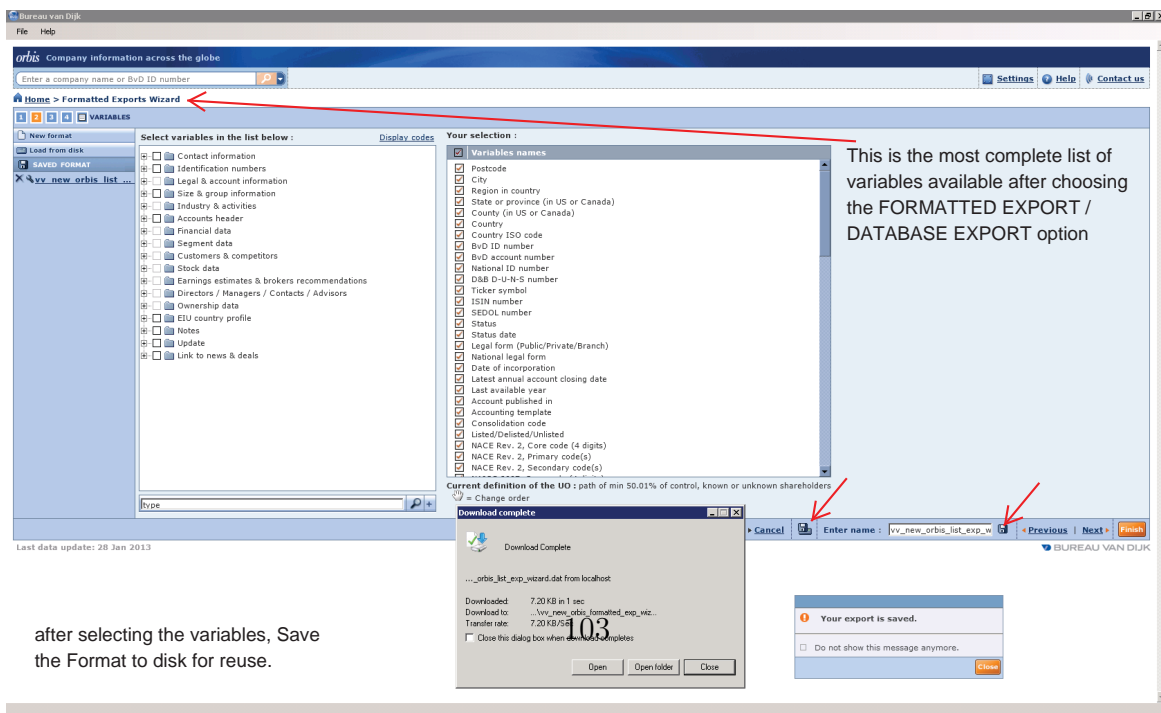 Bureau van Dijk
File Help
orbis Company information across the globe
Enter a company name or BvD ID number
Settings Help Contact us
Home > Formatted Exports Wizard
1 2 3 4 VARIABLES
New format
Load from disk
SAVED FORMAT
vv new orbis list ...
Select variables in the list below : Display codes
Contact information
Identification numbers
Legal & account information
Size & group information
Industry & activities
Accounts header
Financial data
Segment data
Customers & competitors
Stock data
Earnings estimates & brokers recommendations
Directors / Managers / Contacts / Advisors
Ownership data
EIU country profile
Notes
Update
Link to news & deals
type
Your selection :
Variables names
Postcode
City
Region in country
State or province (in US or Canada)
County (in US or Canada)
Country
Country ISO code
BvD ID number
BvD account number
National ID number
D&B D-U-N-S number
Ticker symbol
ISIN number
SEDOL number
Status
Status date
Legal form (Public/Private/Branch)
National legal form
Date of incorporation
Latest annual account closing date
Last available year
Account published in
Accounting template
Consolidation code
Listed/Delisted/Unlisted
NACE Rev. 2, Core code (4 digits)
NACE Rev. 2, Primary code(s)
NACE Rev. 2, Secondary code(s)
Current definition of the UO : path of min 50.01% of control, known or unknown shareholders
= Change order
This is the most complete list of
variables available after choosing
the FORMATTED EXPORT /
DATABASE EXPORT option
Cancel Enter name : vv_new_orbis_list_exp_w Previous | Next Finish
Last data update: 28 Jan 2013
BUREAU VAN DIJK
Download complete
Download Complete
..._orbis_list_exp_wizard.dat from localhost
Downloaded: 7.20 KB in 1 sec
Download to: ...\vv_new_orbis_formatted_exp_wiz...
Transfer rate: 7.20 KB/Sec
Close this dialog box when download completes
Open Open folder Close
103
Your export is saved.
Do not show this message anymore.
Close
after selecting the variables, Save
the Format to disk for reuse.